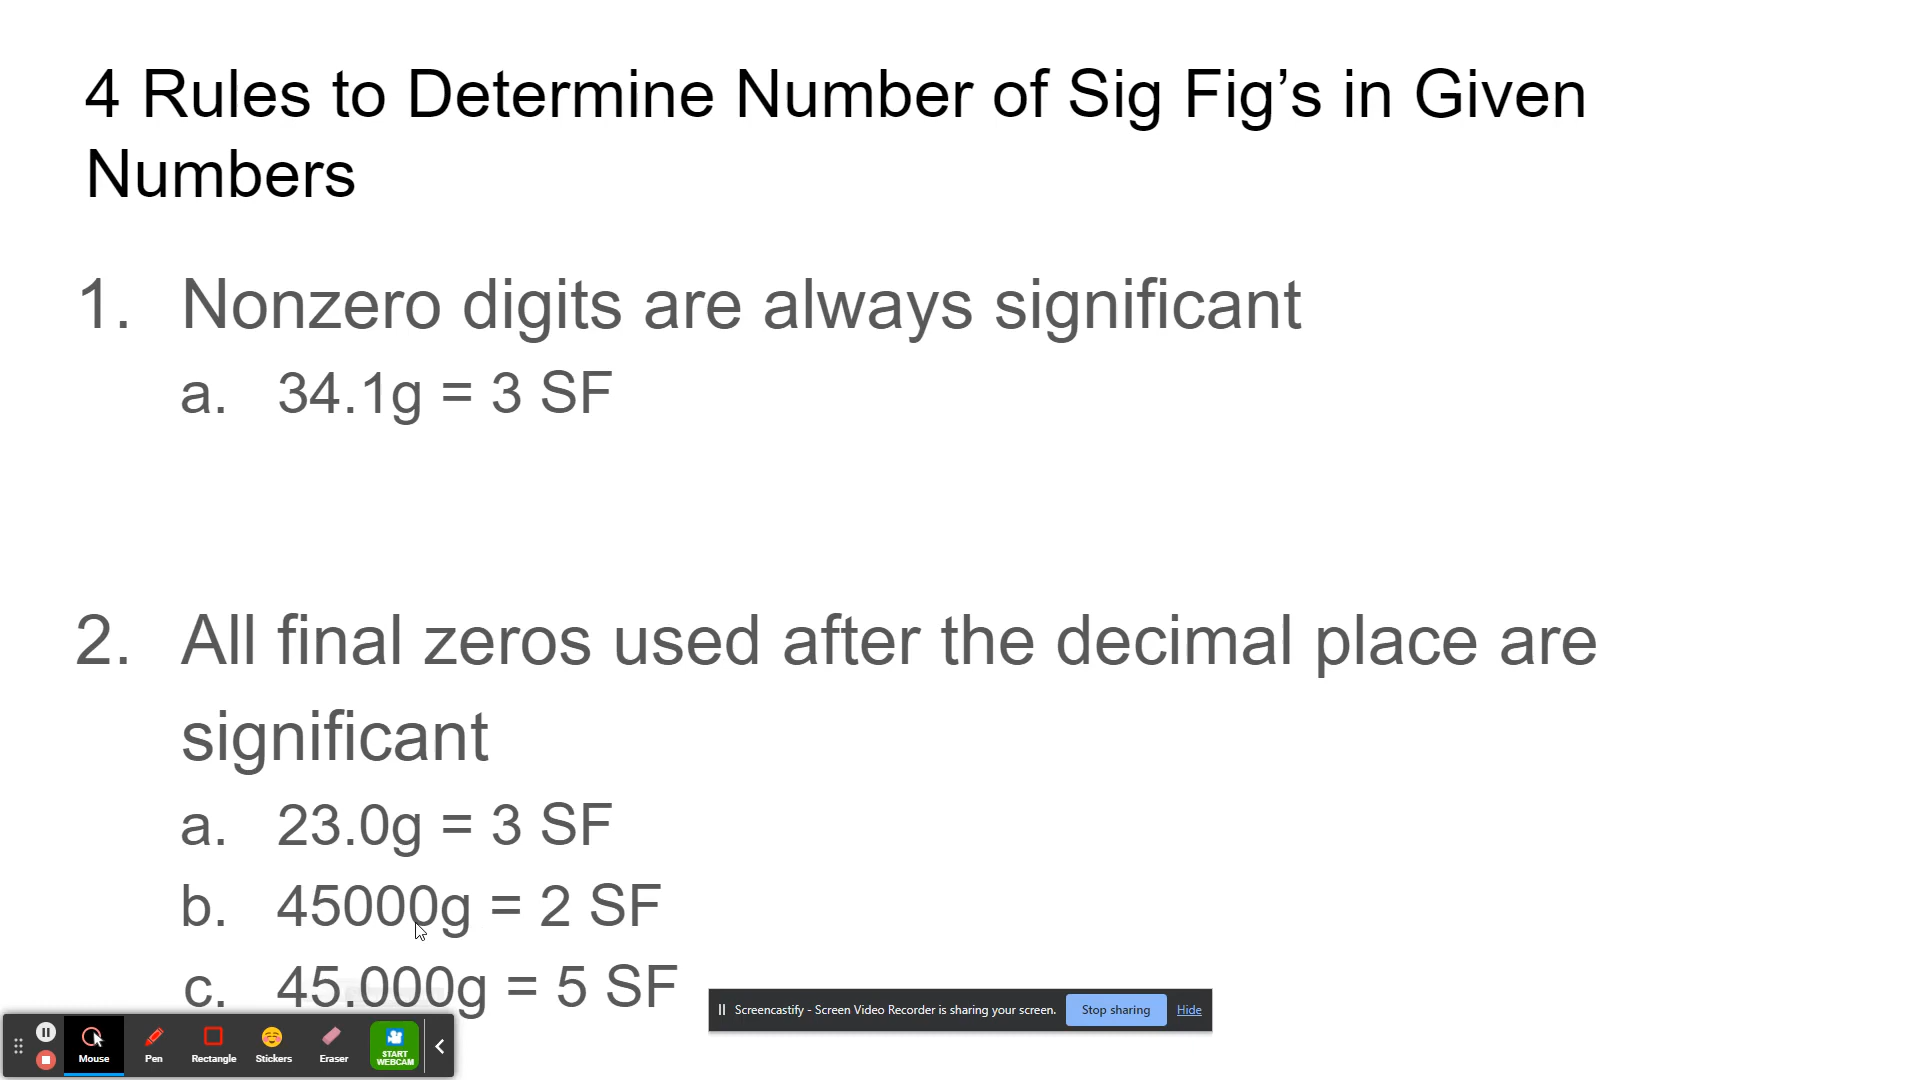 4 Rules to Determine Number of Sig Fig’s in Given
Numbers
1. Nonzero digits are always significant
a. 34.1g = 3 SF
2. All final zeros used after the decimal place are
significant
a. 23.0g = 3 SF
b. 45000g = 2 SF
c. 45.000g = 5 SF
Screencastify - Screen Video Recorder is sharing your screen. Stop sharing Hide
Mouse Pen Rectangle Stickers Eraser START
WEBCAM